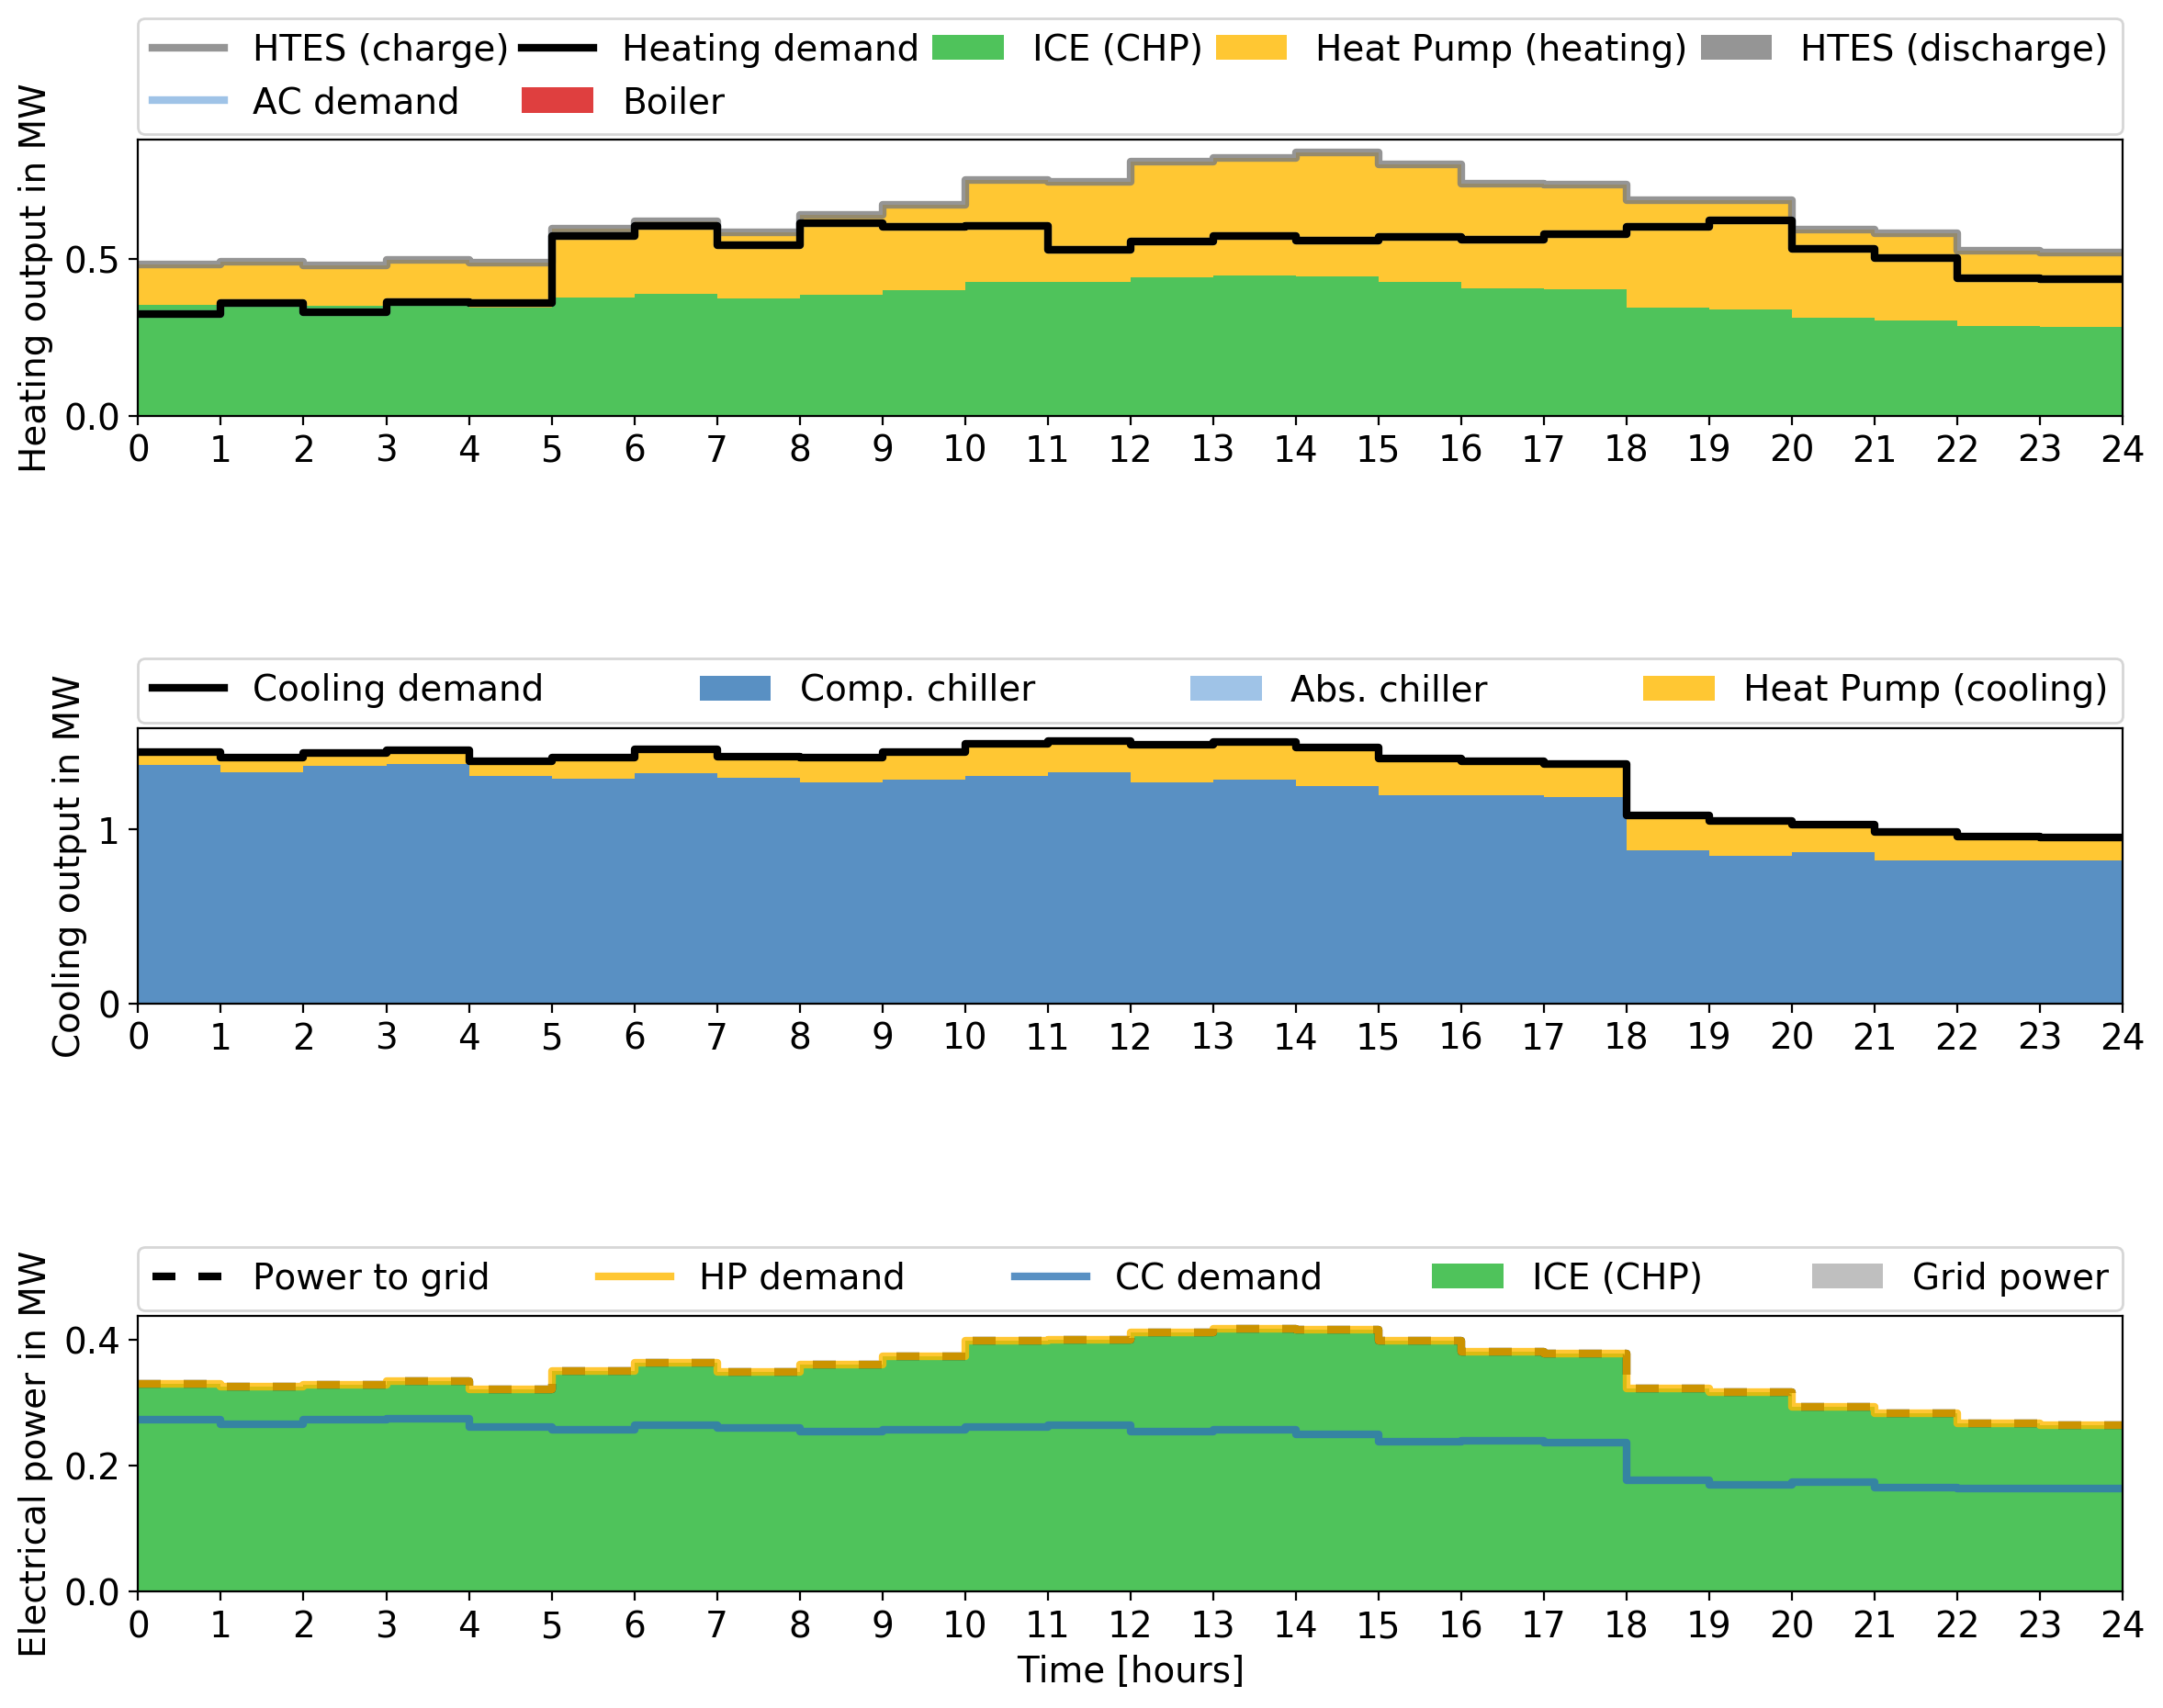 HTES (charge) Heating demand ICE (CHP) Heat Pump (heating) HTES (discharge)
AC demand Boiler
Heating output in MW
0.5
0.0
0 1 2 3 4 5 6 7 8 9 10 11 12 13 14 15 16 17 18 19 20 21 22 23 24
Cooling demand Comp. chiller Abs. chiller Heat Pump (cooling)
Cooling output in MW
1
0
0 1 2 3 4 5 6 7 8 9 10 11 12 13 14 15 16 17 18 19 20 21 22 23 24
Power to grid HP demand CC demand ICE (CHP) Grid power
Electrical power in MW
0.4
0.2
0.0
0 1 2 3 4 5 6 7 8 9 10 11 12 13 14 15 16 17 18 19 20 21 22 23 24
Time [hours]